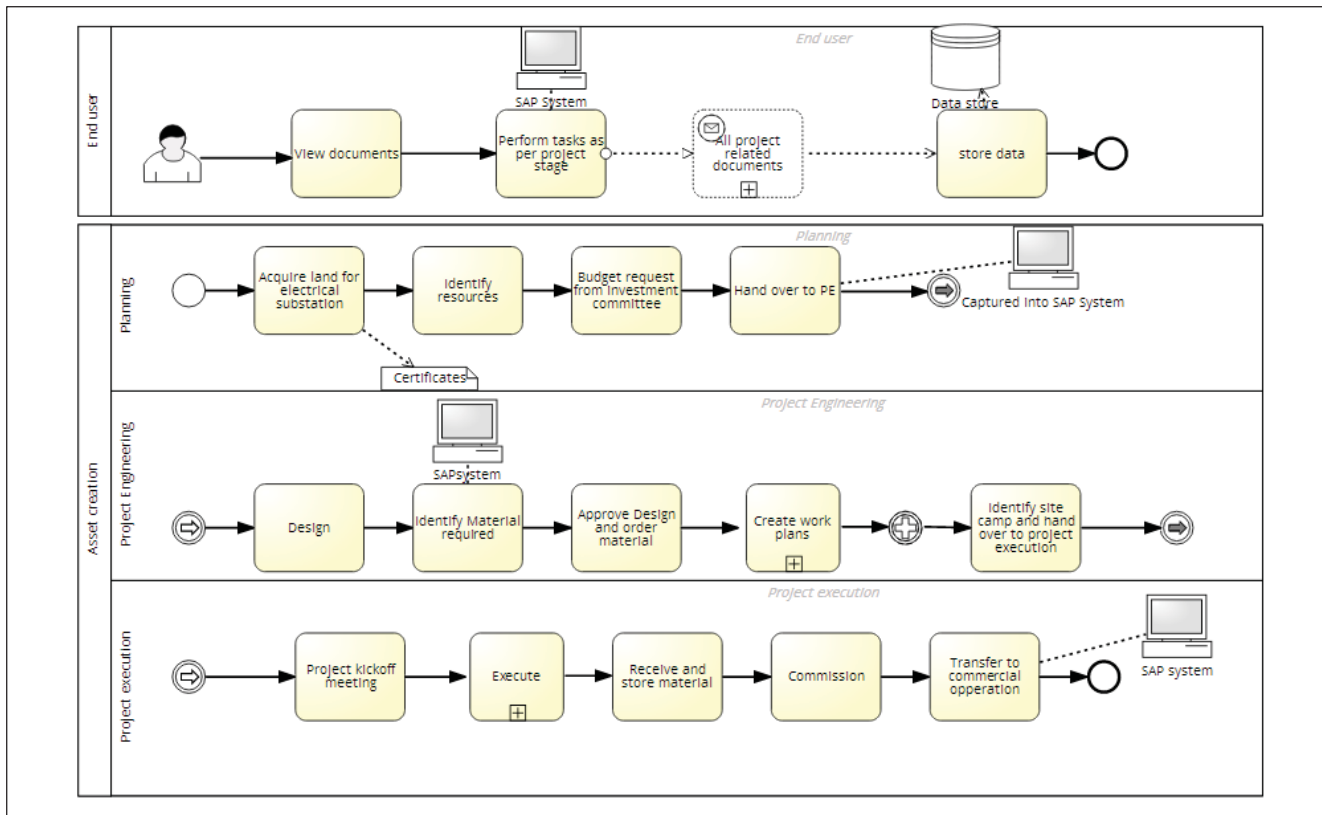 End user
End user
SAP System
Data store
View documents
Perform tasks as
per project
stage
All project
related
documents
store data
Asset creation
Planning
Planning
Acquire land for
electrical
substation
Identify
resources
Budget request
from investment
committee
Hand over to PE
Captured into SAP System
Certificates
Project Engineering
Project Engineering
SAPsystem
Design
Identify Material
required
Approve Design
and order
material
Create work
plans
Identify site
camp and hand
over to project
execution
Project execution
Project execution
Project kickoff
meeting
Execute
Receive and
store material
Commission
Transfer to
commercial
opperation
SAP system